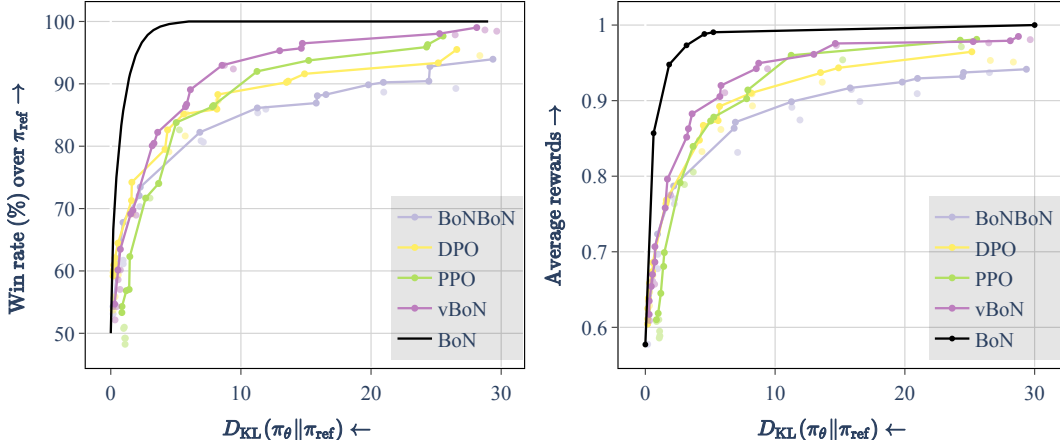 Win rate (%) over π_ref →
100
90
80
70
60
50
0
10
20
30
D_KL(π_θ‖π_ref) ←
BoNBoN
DPO
PPO
vBoN
BoN
Average rewards →
1
0.9
0.8
0.7
0.6
0
10
20
30
D_KL(π_θ‖π_ref) ←
BoNBoN
DPO
PPO
vBoN
BoN